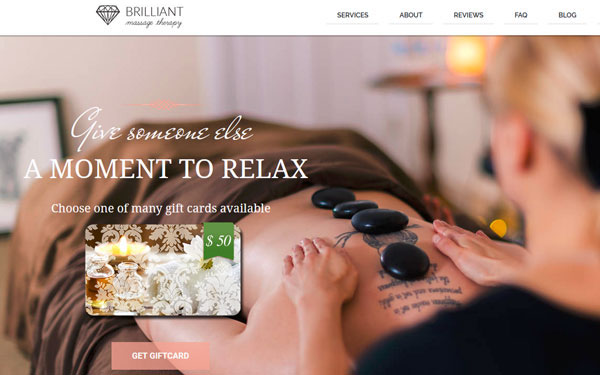 BRILLIANT
massage therapy
SERVICES ABOUT REVIEWS FAQ BLOG
Give someone else
A MOMENT TO RELAX
Choose one of many gift cards available
$ 50
GET GIFTCARD